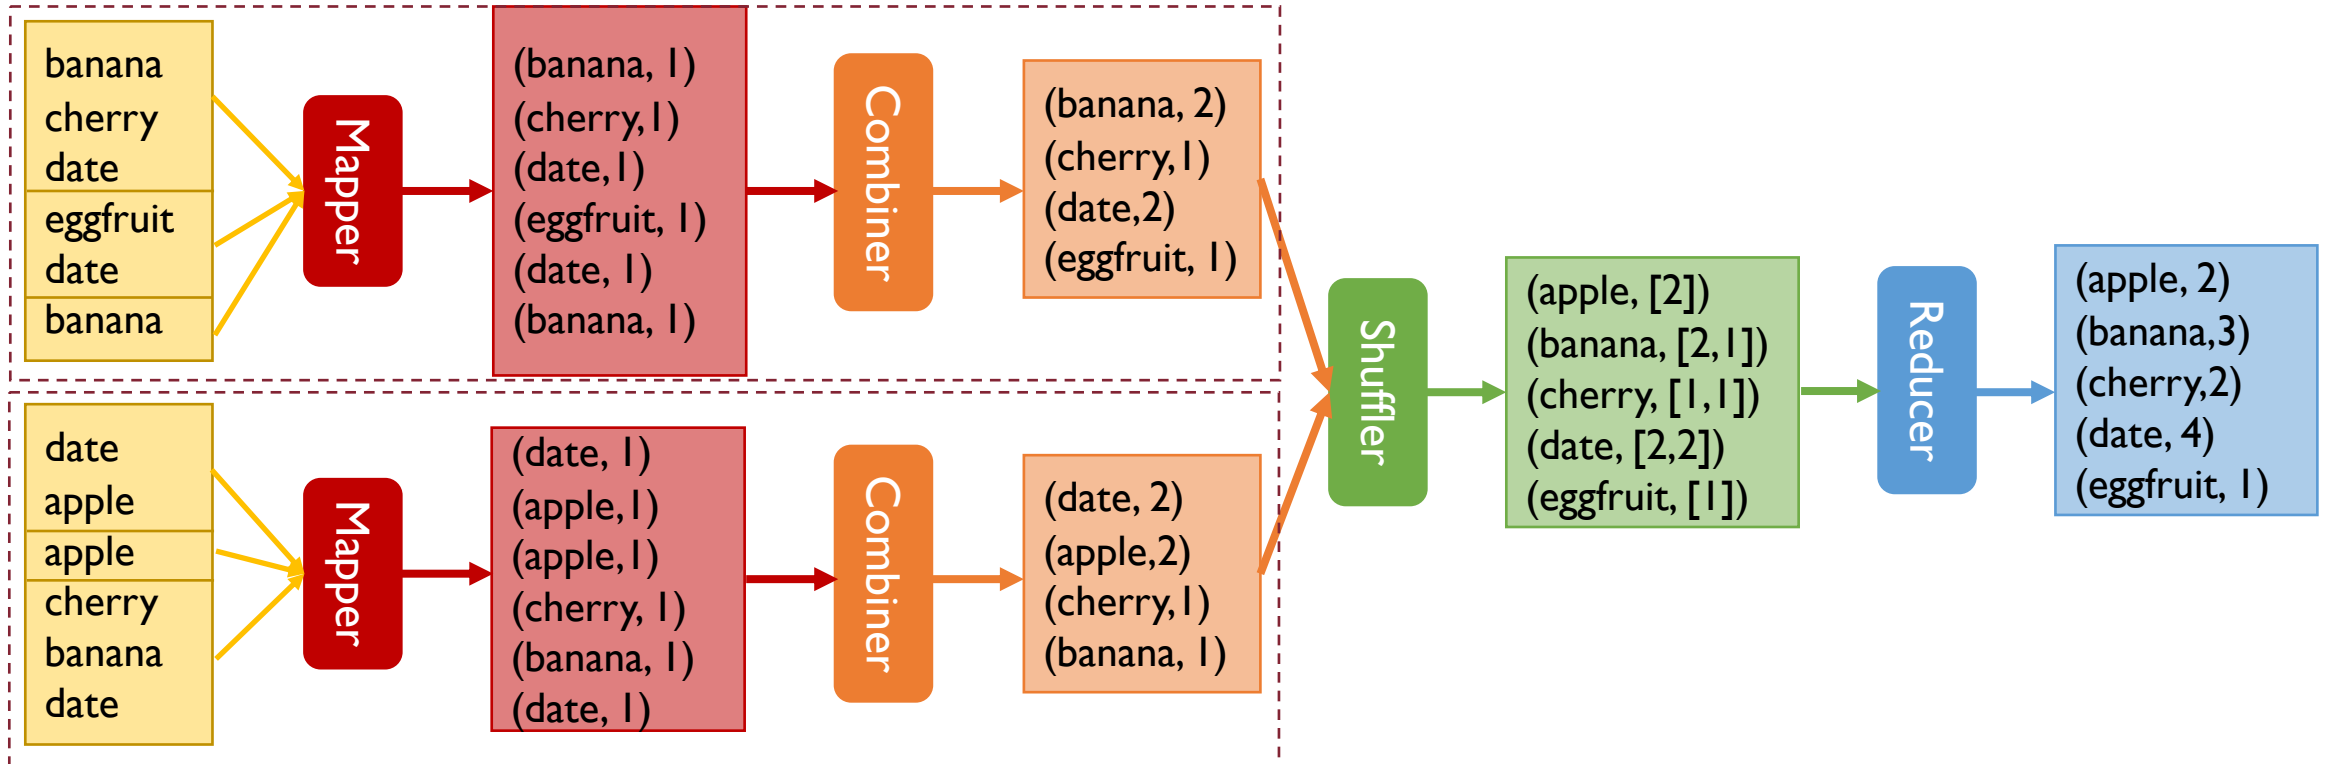 banana
cherry
date
eggfruit
date
banana
Mapper
(banana, 1)
(cherry,1)
(date,1)
(eggfruit, 1)
(date, 1)
(banana, 1)
Combiner
(banana, 2)
(cherry,1)
(date,2)
(eggfruit, 1)
date
apple
apple
cherry
banana
date
Mapper
(date, 1)
(apple,1)
(apple,1)
(cherry, 1)
(banana, 1)
(date, 1)
Combiner
(date, 2)
(apple,2)
(cherry,1)
(banana, 1)
Shuffler
(apple, [2])
(banana, [2,1])
(cherry, [1,1])
(date, [2,2])
(eggfruit, [1])
Reducer
(apple, 2)
(banana,3)
(cherry,2)
(date, 4)
(eggfruit, 1)